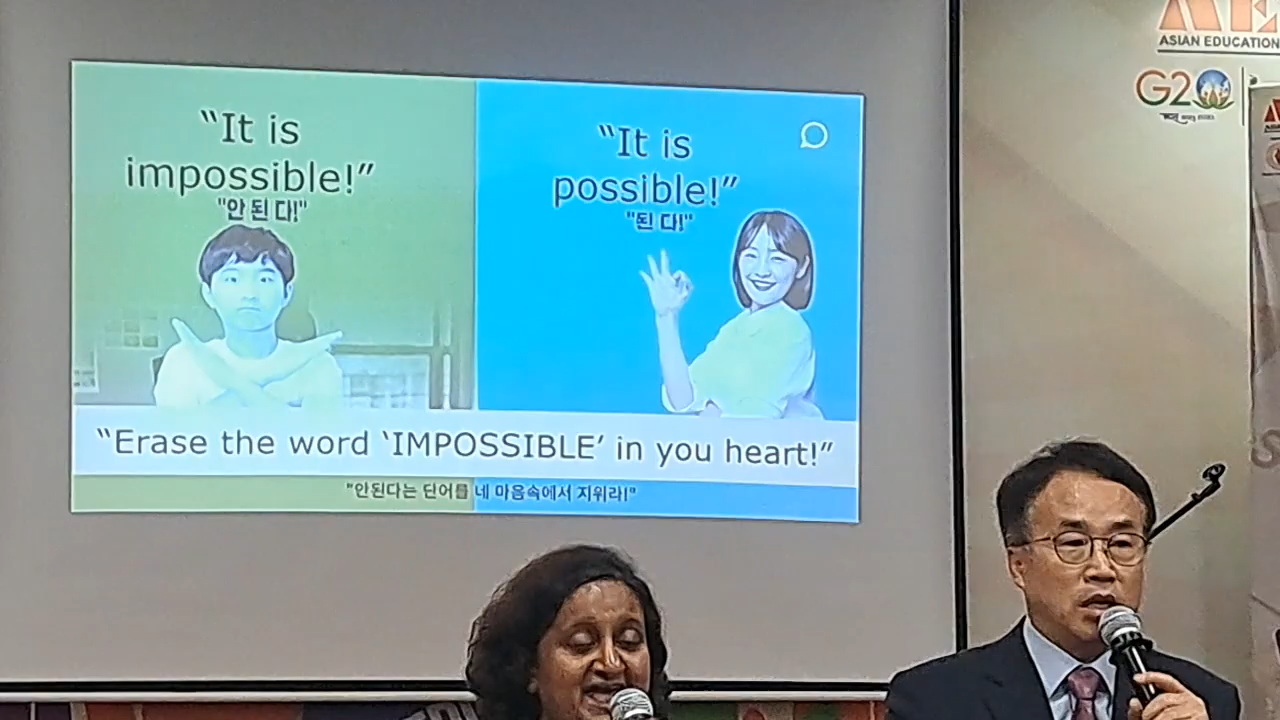 “It is
impossible!”
"안 된 다!"
“It is
possible!”
"된 다!"
“Erase the word ‘IMPOSSIBLE’ in you heart!”
"안된다는 단어를 네 마음속에서 지워라!"
ASIAN EDUCATION
G20